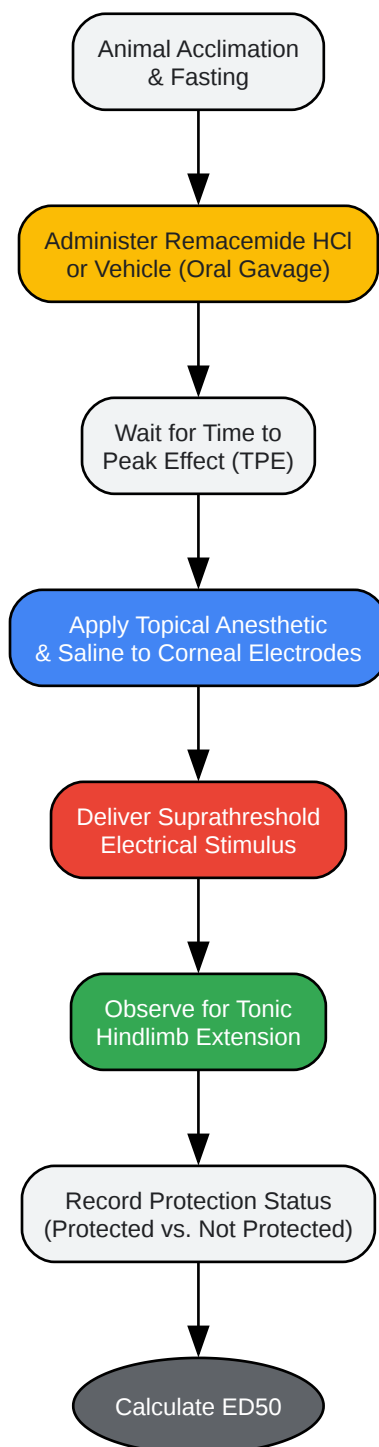 Animal Acclimation
& Fasting
Administer Remacemide HCl
or Vehicle (Oral Gavage)
Wait for Time to
Peak Effect (TPE)
Apply Topical Anesthetic
& Saline to Corneal Electrodes
Deliver Suprathreshold
Electrical Stimulus
Observe for Tonic
Hindlimb Extension
Record Protection Status
(Protected vs. Not Protected)
Calculate ED50